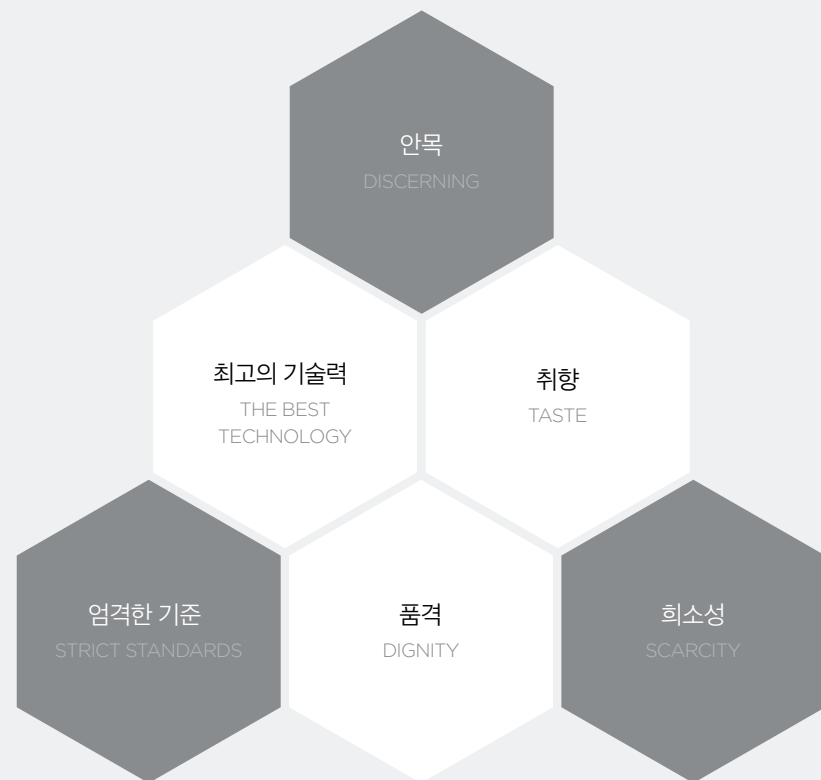 안목
DISCERNING
최고의 기술력
THE BEST
TECHNOLOGY
취향
TASTE
엄격한 기준
STRICT STANDARDS
품격
DIGNITY
희소성
SCARCITY